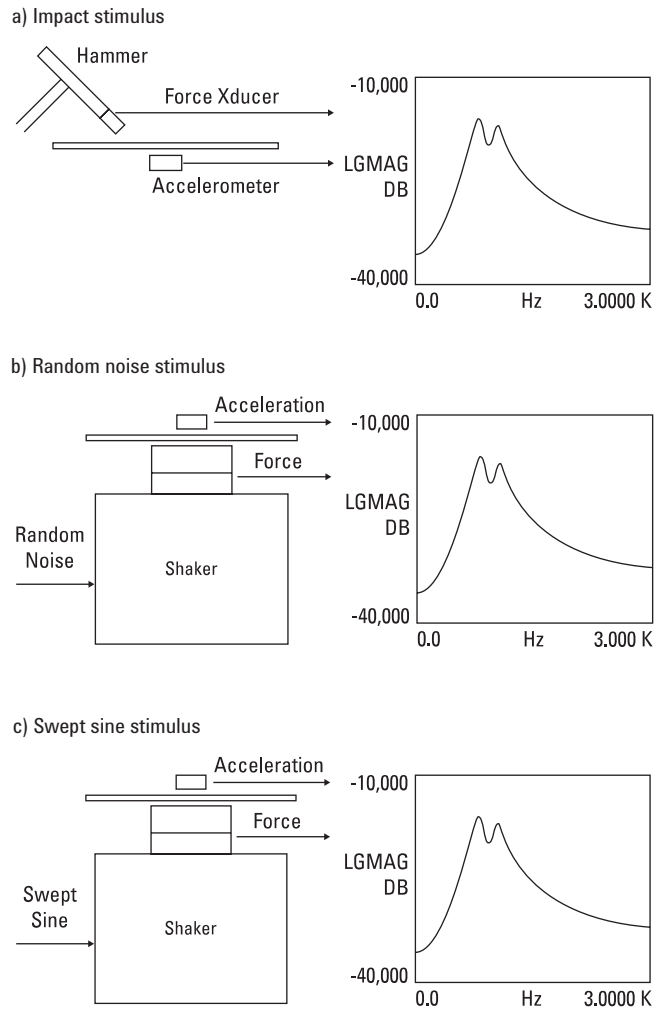 a) Impact stimulus
Hammer
Force Xducer
Accelerometer
-10,000
LGMAG
DB
-40,000
0.0 Hz 3.0000 K
b) Random noise stimulus
Acceleration
Force
Random
Noise
Shaker
-10,000
LGMAG
DB
-40,000
0.0 Hz 3.000 K
c) Swept sine stimulus
Acceleration
Force
Swept
Sine
Shaker
-10,000
LGMAG
DB
-40,000
0.0 Hz 3.0000 K